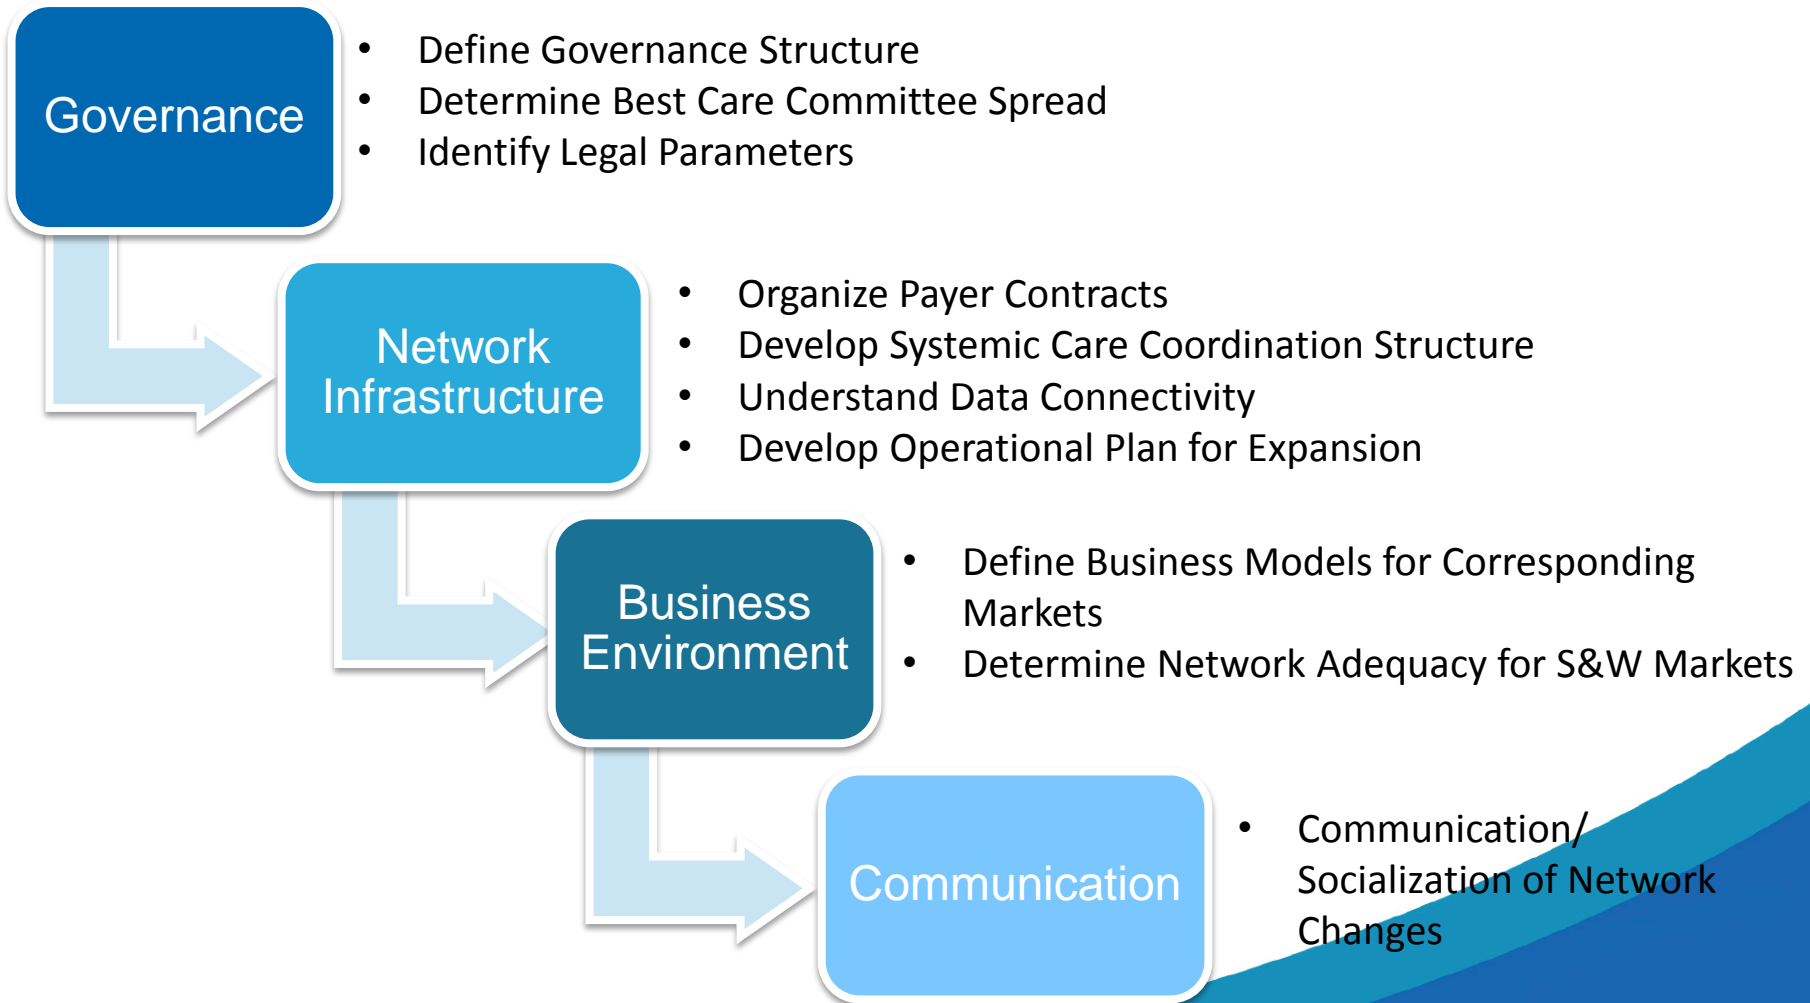 Governance
• Define Governance Structure
• Determine Best Care Committee Spread
• Identify Legal Parameters
Network
Infrastructure
• Organize Payer Contracts
• Develop Systemic Care Coordination Structure
• Understand Data Connectivity
• Develop Operational Plan for Expansion
Business
Environment
• Define Business Models for Corresponding
Markets
• Determine Network Adequacy for S&W Markets
Communication
• Communication/
Socialization of Network
Changes